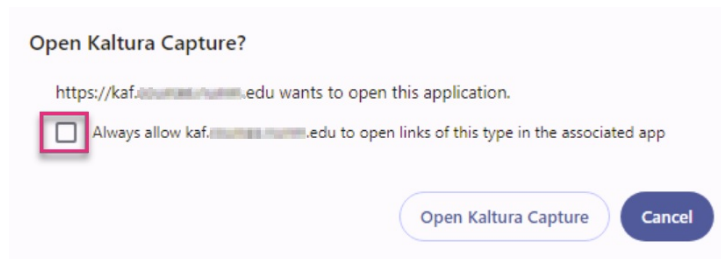 Open Kaltura Capture?
https://kaf. .edu wants to open this application.
Always allow kaf. .edu to open links of this type in the associated app
Open Kaltura Capture
Cancel